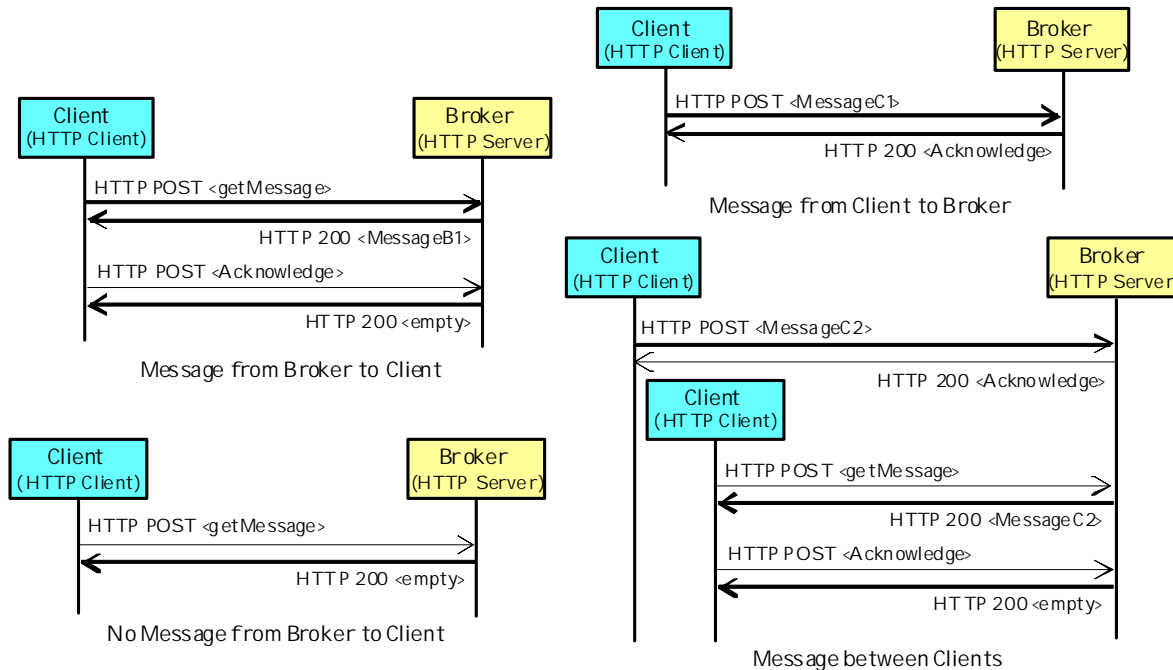 Client
(HTTP Client)
Broker
(HTTP Server)
HTTP POST <getMessage>
HTTP 200 <MessageB1>
HTTP POST <Acknowledge>
HTTP 200 <empty>
Message from Broker to Client
Client
(HTTP Client)
Broker
(HTTP Server)
HTTP POST <getMessage>
HTTP 200 <empty>
No Message from Broker to Client
Client
(HTTP Client)
Broker
(HTTP Server)
HTTP POST <MessageC1>
HTTP 200 <Acknowledge>
Message from Client to Broker
Client
(HTTP Client)
Broker
(HTTP Server
HTTP POST <MessageC2>
HTTP 200 <Acknowledge>
Client
(HTTP Client)
HTTP POST <getMessage>
HTTP 200 <MessageC2>
HTTP POST <Acknowledge>
HTTP 200 <empty>
Message between Clients